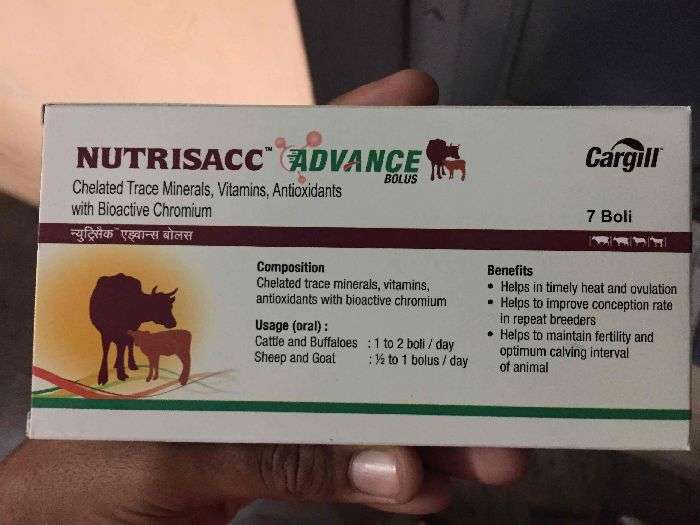 NUTRISACC™ ADVANCE
BOLUS
Cargill™
Chelated Trace Minerals, Vitamins, Antioxidants
with Bioactive Chromium
7 Boli
न्युट्रिसैक™ एडवान्स बोलस
Composition
Chelated trace minerals, vitamins,
antioxidants with bioactive chromium
Usage (oral) :
Cattle and Buffaloes : 1 to 2 boli / day
Sheep and Goat : ½ to 1 bolus / day
Benefits
• Helps in timely heat and ovulation
• Helps to improve conception rate
in repeat breeders
• Helps to maintain fertility and
optimum calving interval
of animal